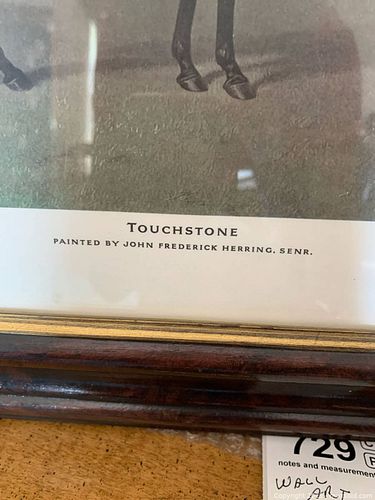 TOUCHSTONE
PAINTED BY JOHN FREDERICK HERRING, SENR.
729
notes and measurement
WALL
ART